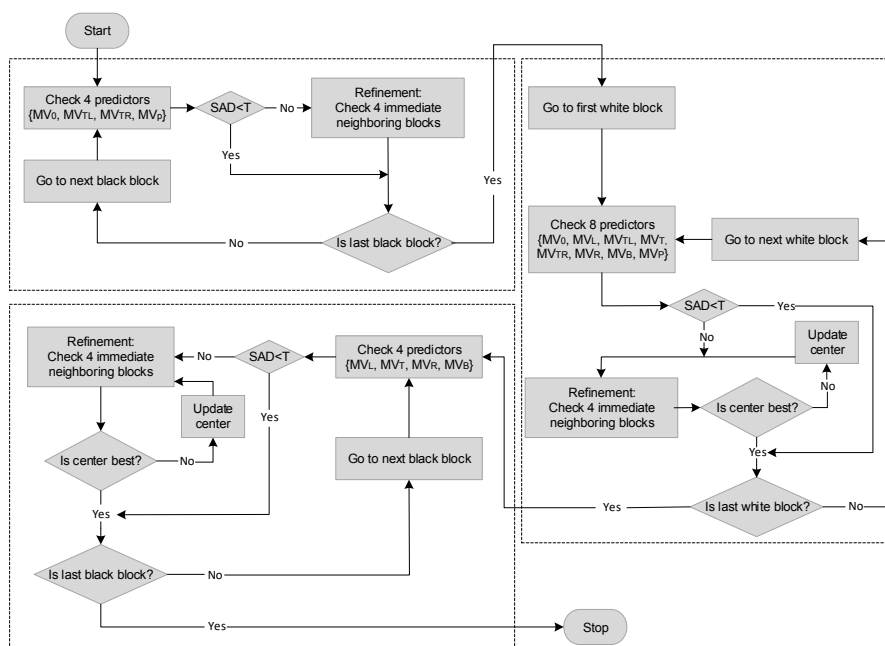 Start
Check 4 predictors
{MV0, MVTL, MVTR, MVp}
SAD<T
No
Refinement:
Check 4 immediate
neighboring blocks
Yes
Go to next black block
Is last black block?
No
Yes
Go to first white block
Check 8 predictors
{MV0, MVL, MVTL, MVT,
MVTR, MVR, MVB, MVP}
Go to next white block
SAD<T
Yes
No
Update
center
Refinement:
Check 4 immediate
neighboring blocks
Is center best?
No
Yes
Is last white block?
No
Yes
Check 4 predictors
{MVL, MVT, MVR, MVB}
SAD<T
No
Refinement:
Check 4 immediate
neighboring blocks
Yes
Update
center
Is center best?
No
Go to next black block
Yes
Is last black block?
No
Yes
Stop